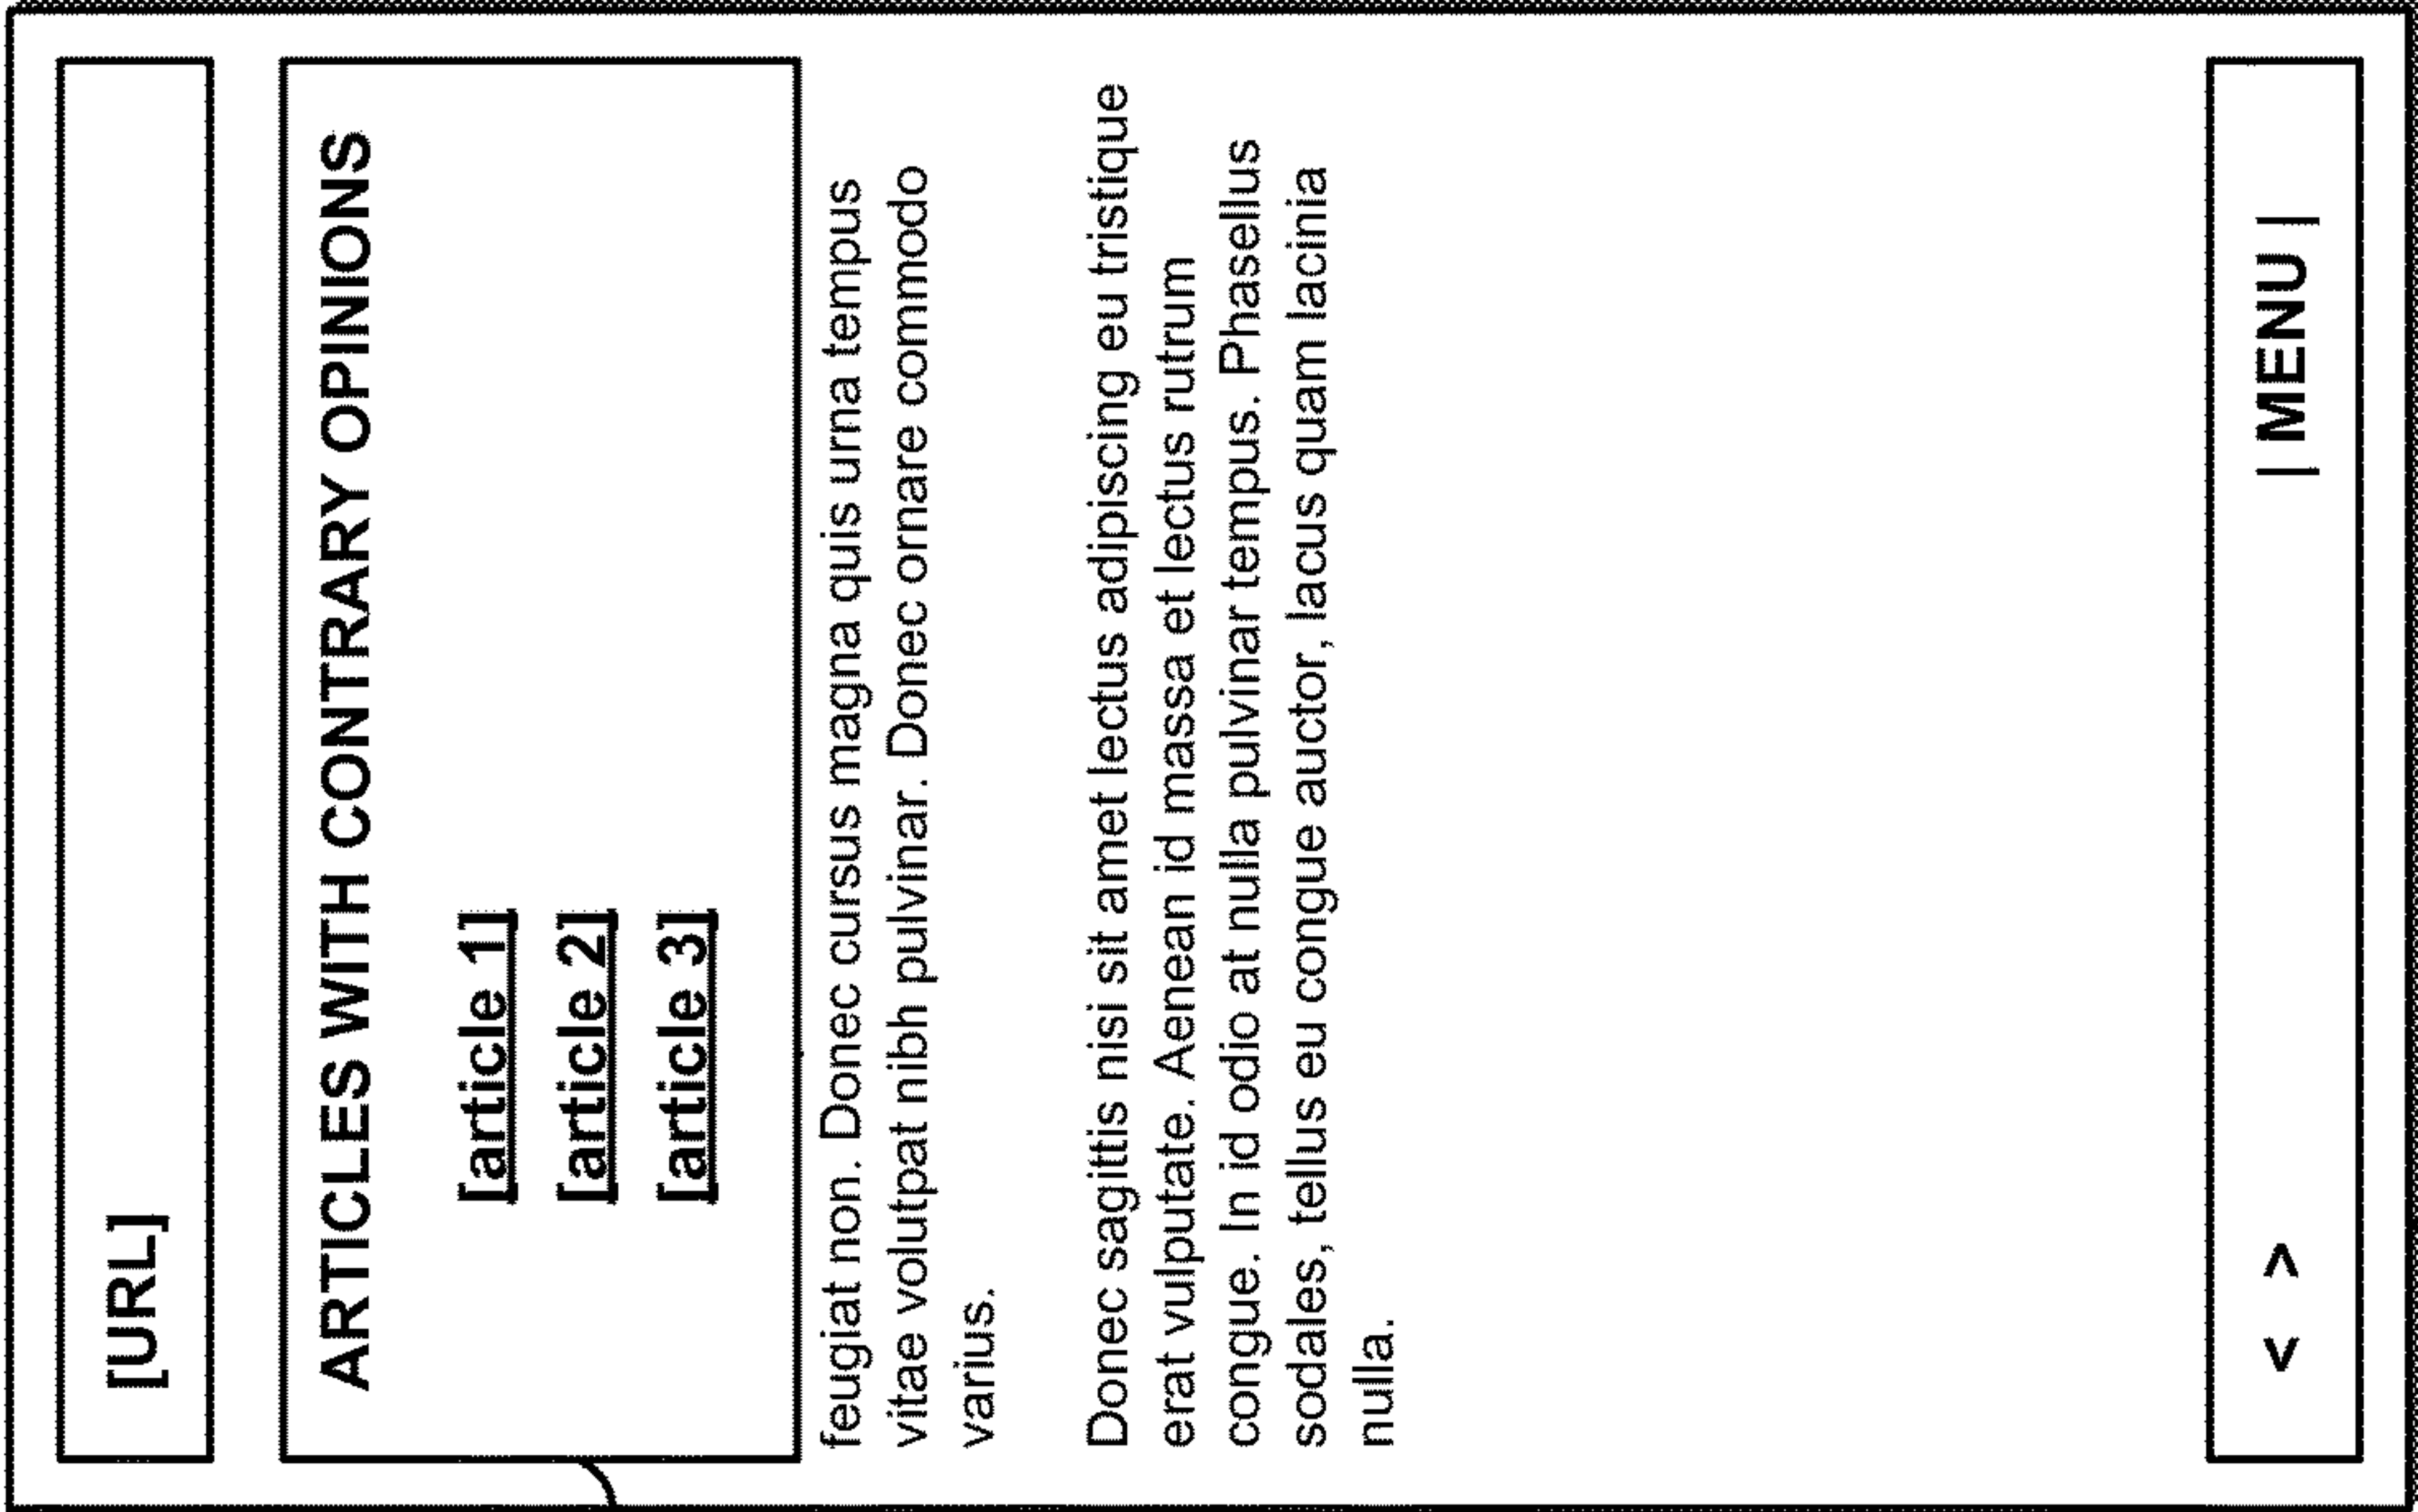 [URL]
ARTICLES WITH CONTRARY OPINIONS
[article 1]
[article 2]
[article 3]
feugiat non. Donec cursus magna quis urna tempus
vitae volutpat nibh pulvinar. Donec ornare commodo
varius.
Donec sagittis nisi sit amet lectus adipiscing eu tristique
erat vulputate. Aenean id massa et lectus rutrum
congue. In id odio at nulla pulvinar tempus. Phasellus
sodales, tellus eu congue auctor, lacus quam lacinia
nulla.
< > | MENU |